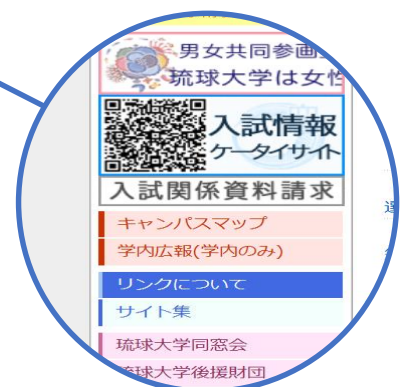 男女共同参画
琉球大学は女性
入試情報
ケータイサイト
入試関係資料請求
キャンパスマップ
学内広報(学内のみ)
リンクについて
サイト集
琉球大学同窓会
琉球大学後援財団